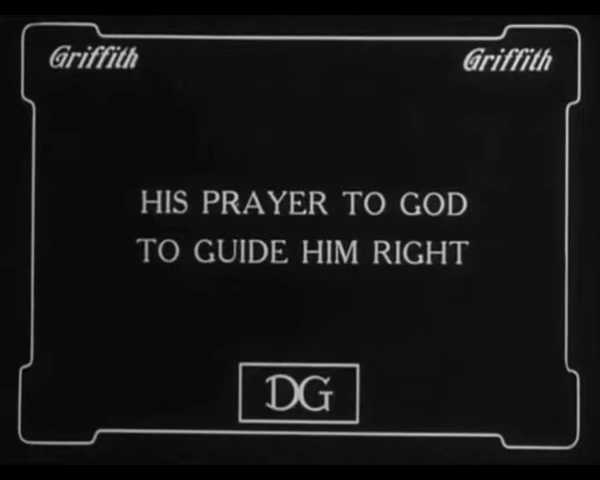 Griffith Griffith
HIS PRAYER TO GOD
TO GUIDE HIM RIGHT
DG